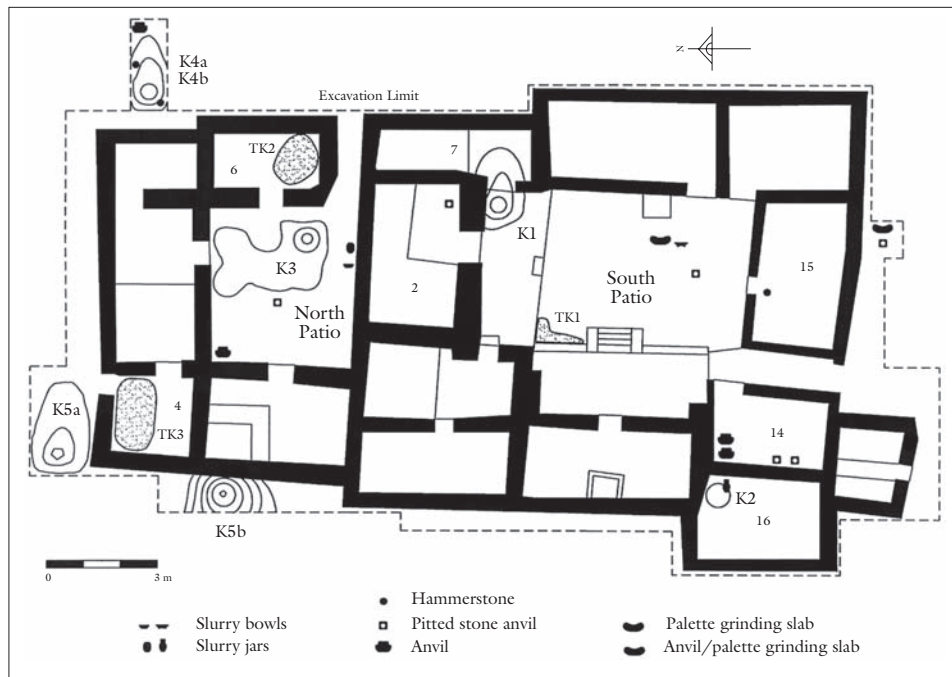 K4a
K4b
N
Excavation Limit
TK2
6
7
K1
K3
North
Patio
2
South
Patio
TK1
15
K5a
4
TK3
14
K2
16
K5b
0 3 m
Hammerstone
Slurry bowls
Pitted stone anvil
Palette grinding slab
Slurry jars
Anvil
Anvil/palette grinding slab